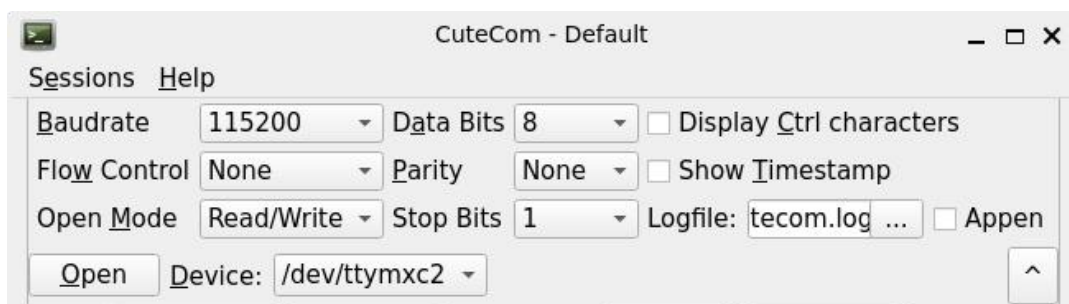 CuteCom - Default
Sessions Help
Baudrate 115200 Data Bits 8 Display Ctrl characters
Flow Control None Parity None Show Timestamp
Open Mode Read/Write Stop Bits 1 Logfile: tecom.log ... Appen
Open Device: /dev/ttymxc2